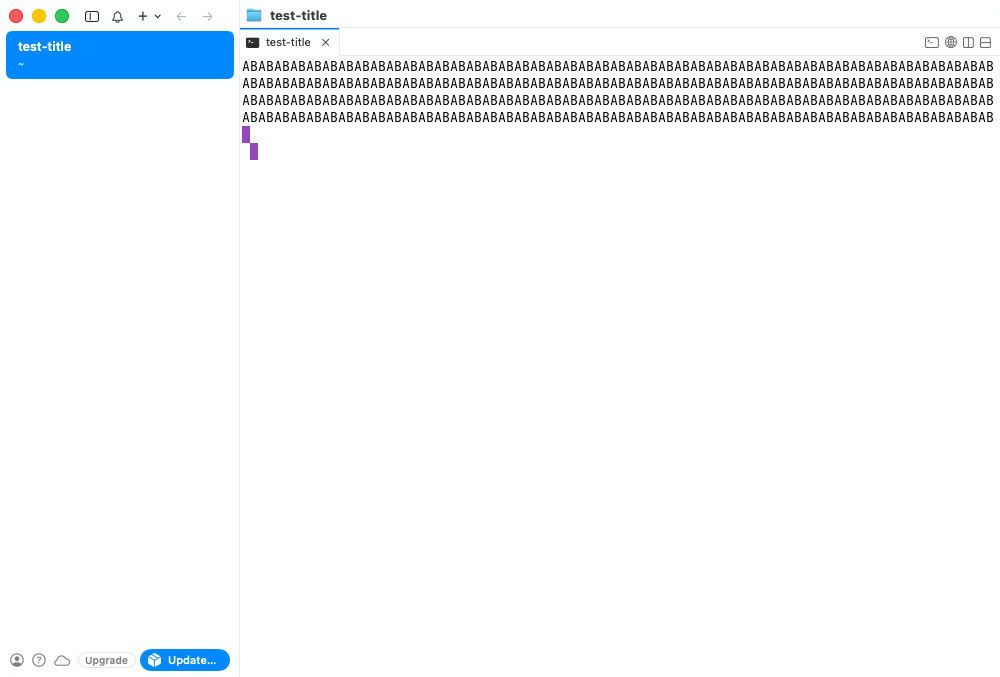 test-title
~
test-title
test-title
ABABABABABABABABABABABABABABABABABABABABABABABABABABABABABABABABABABABABABABABABABABABABABABAB
ABABABABABABABABABABABABABABABABABABABABABABABABABABABABABABABABABABABABABABABABABABABABABABAB
ABABABABABABABABABABABABABABABABABABABABABABABABABABABABABABABABABABABABABABABABABABABABABABAB
ABABABABABABABABABABABABABABABABABABABABABABABABABABABABABABABABABABABABABABABABABABABABABABAB
Upgrade
Update...